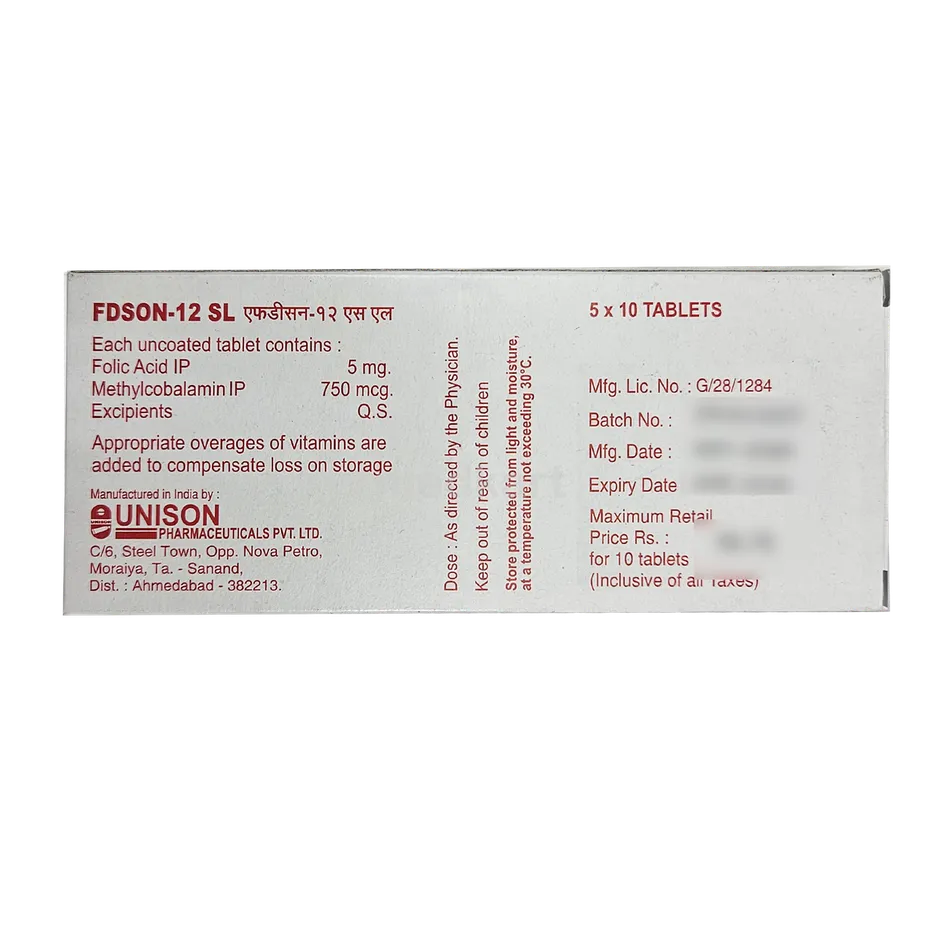 FDSON-12 SL एफडीसन-१२ एस एल
Each uncoated tablet contains :
Folic Acid IP 5 mg.
Methylcobalamin IP 750 mcg.
Excipients Q.S.
Appropriate overages of vitamins are
added to compensate loss on storage
Manufactured in India by :
UNISON
PHARMACEUTICALS PVT. LTD.
C/6, Steel Town, Opp. Nova Petro,
Moraiya, Ta. - Sanand,
Dist. : Ahmedabad - 382213.
Dose : As directed by the Physician.
Keep out of reach of children
Store protected from light and moisture,
at a temperature not exceeding 30°C.
5 x 10 TABLETS
Mfg. Lic. No. : G/28/1284
Batch No. :
Mfg. Date :
Expiry Date
Maximum Retail
Price Rs. :
for 10 tablets
(Inclusive of all Taxes)